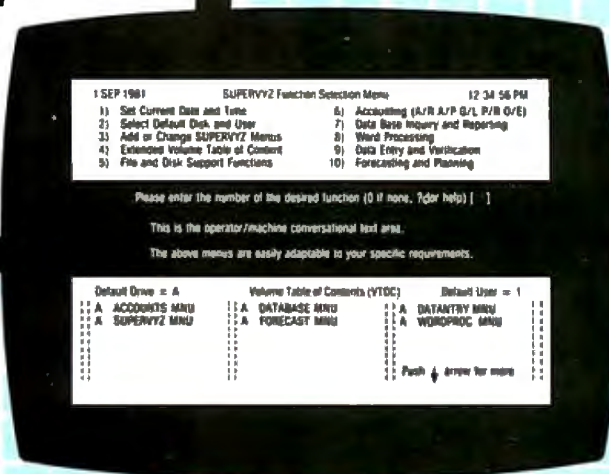 1 SEP 1981 SUPERVYZ Function Selection Menu 12 34 56 PM
1) Set Current Date and Time 6) Accounting (A/R A/P G/L P/R O/E)
2) Select Default Disk and User 7) Data Base Inquiry and Reporting
3) Add or Change SUPERVYZ Menus 8) Word Processing
4) Extended Volume Table of Content 9) Data Entry and Verification
5) File and Disk Support Functions 10) Forecasting and Planning
Please enter the number of the desired function (0 if none, ? for help) [ ]
This is the operator/machine conversational text area.
The above menus are easily adaptable to your specific requirements.
Default Drive = A Volume Table of Contents (VTOC) Default User = 1
A ACCOUNTS MNU A DATABASE MNU A DATANTRY MNU
A SUPERVYZ MNU A FORECAST MNU A WORDPROC MNU
Push ↓ arrow for more